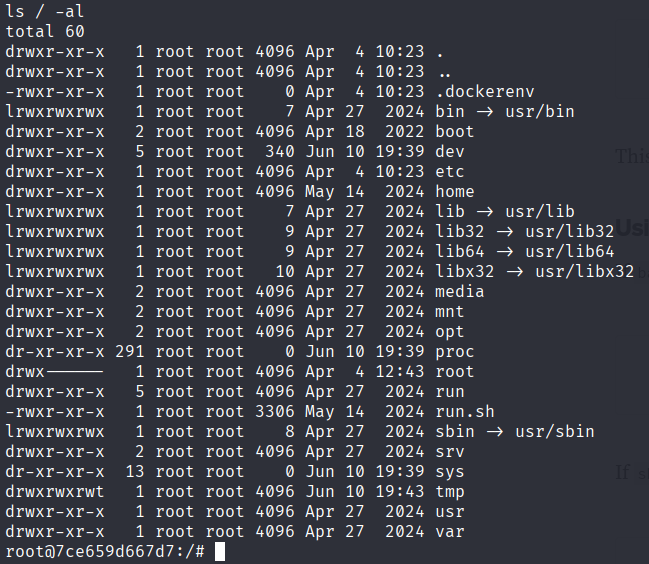 ls / -al
total 60
drwxr-xr-x   1 root root 4096 Apr  4 10:23 .
drwxr-xr-x   1 root root 4096 Apr  4 10:23 ..
-rwxr-xr-x   1 root root    0 Apr  4 10:23 .dockerenv
lrwxrwxrwx   1 root root    7 Apr 27  2024 bin -> usr/bin
drwxr-xr-x   2 root root 4096 Apr 18  2022 boot
drwxr-xr-x   5 root root  340 Jun 10 19:39 dev
drwxr-xr-x   1 root root 4096 Apr  4 10:23 etc
drwxr-xr-x   1 root root 4096 May 14  2024 home
lrwxrwxrwx   1 root root    7 Apr 27  2024 lib -> usr/lib
lrwxrwxrwx   1 root root    9 Apr 27  2024 lib32 -> usr/lib32
lrwxrwxrwx   1 root root    9 Apr 27  2024 lib64 -> usr/lib64
lrwxrwxrwx   1 root root   10 Apr 27  2024 libx32 -> usr/libx32
drwxr-xr-x   2 root root 4096 Apr 27  2024 media
drwxr-xr-x   2 root root 4096 Apr 27  2024 mnt
drwxr-xr-x   2 root root 4096 Apr 27  2024 opt
dr-xr-xr-x 291 root root    0 Jun 10 19:39 proc
drwx------   1 root root 4096 Apr  4 12:43 root
drwxr-xr-x   5 root root 4096 Apr 27  2024 run
-rwxr-xr-x   1 root root 3306 May 14  2024 run.sh
lrwxrwxrwx   1 root root    8 Apr 27  2024 sbin -> usr/sbin
drwxr-xr-x   2 root root 4096 Apr 27  2024 srv
dr-xr-xr-x  13 root root    0 Jun 10 19:39 sys
drwxrwxrwt   1 root root 4096 Jun 10 19:43 tmp
drwxr-xr-x   1 root root 4096 Apr 27  2024 usr
drwxr-xr-x   1 root root 4096 Apr 27  2024 var
root@7ce659d667d7:/#
This
If